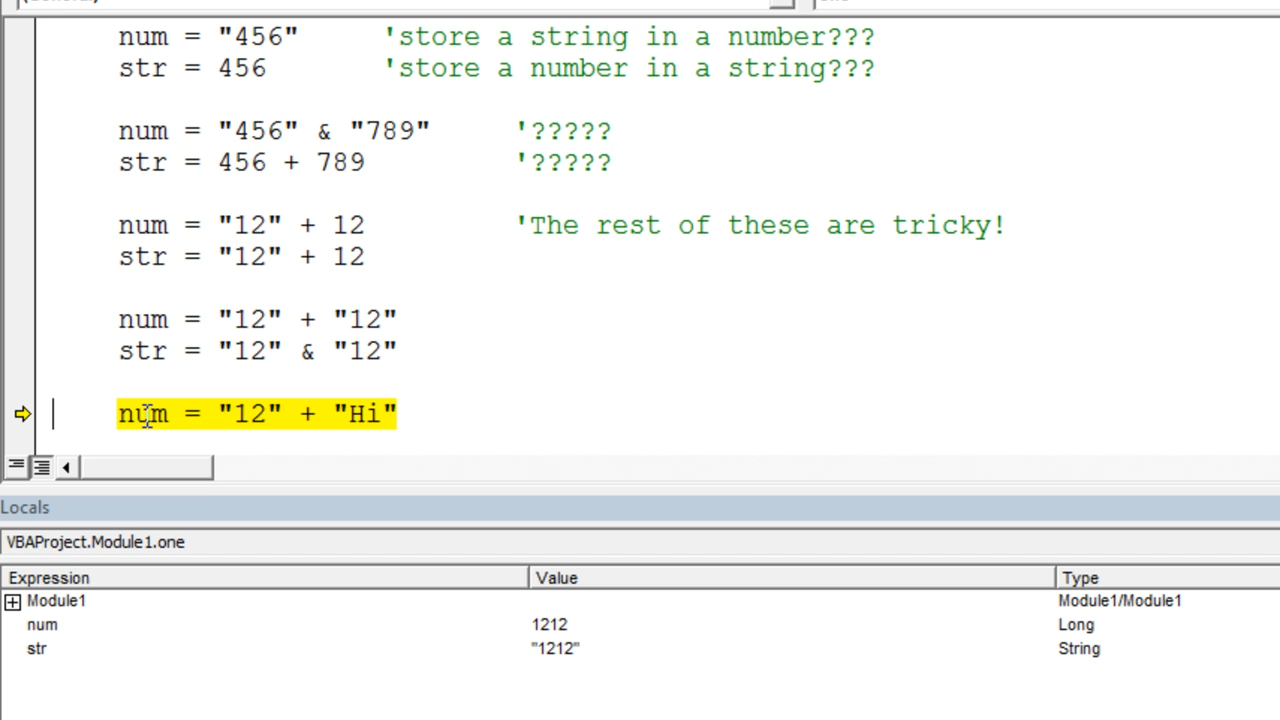 num = "456" 'store a string in a number???
str = 456 'store a number in a string???
num = "456" & "789" '?????
str = 456 + 789 '?????
num = "12" + 12 'The rest of these are tricky!
str = "12" + 12
num = "12" + "12"
str = "12" & "12"
num = "12" + "Hi"
Locals
VBAProject.Module1.one
Expression Value Type
Module1 Module1/Module1
num 1212 Long
str "1212" String